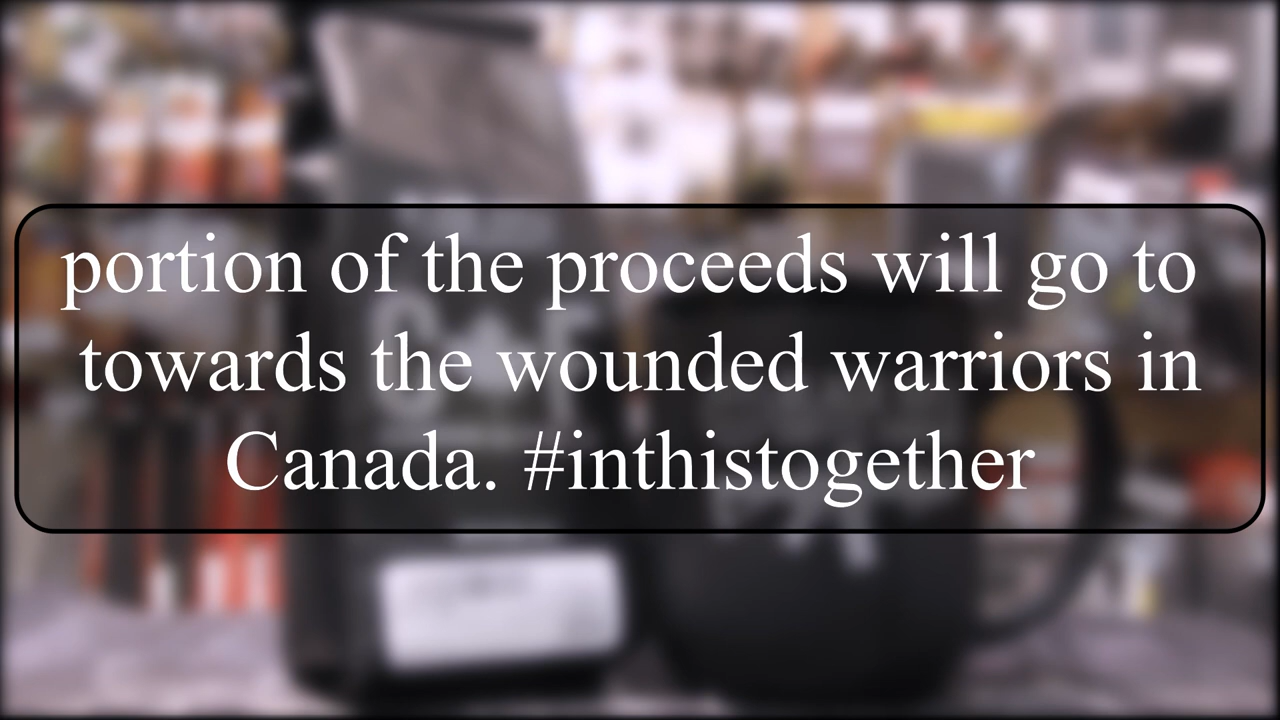 portion of the proceeds will go to
towards the wounded warriors in
Canada. #inthistogether